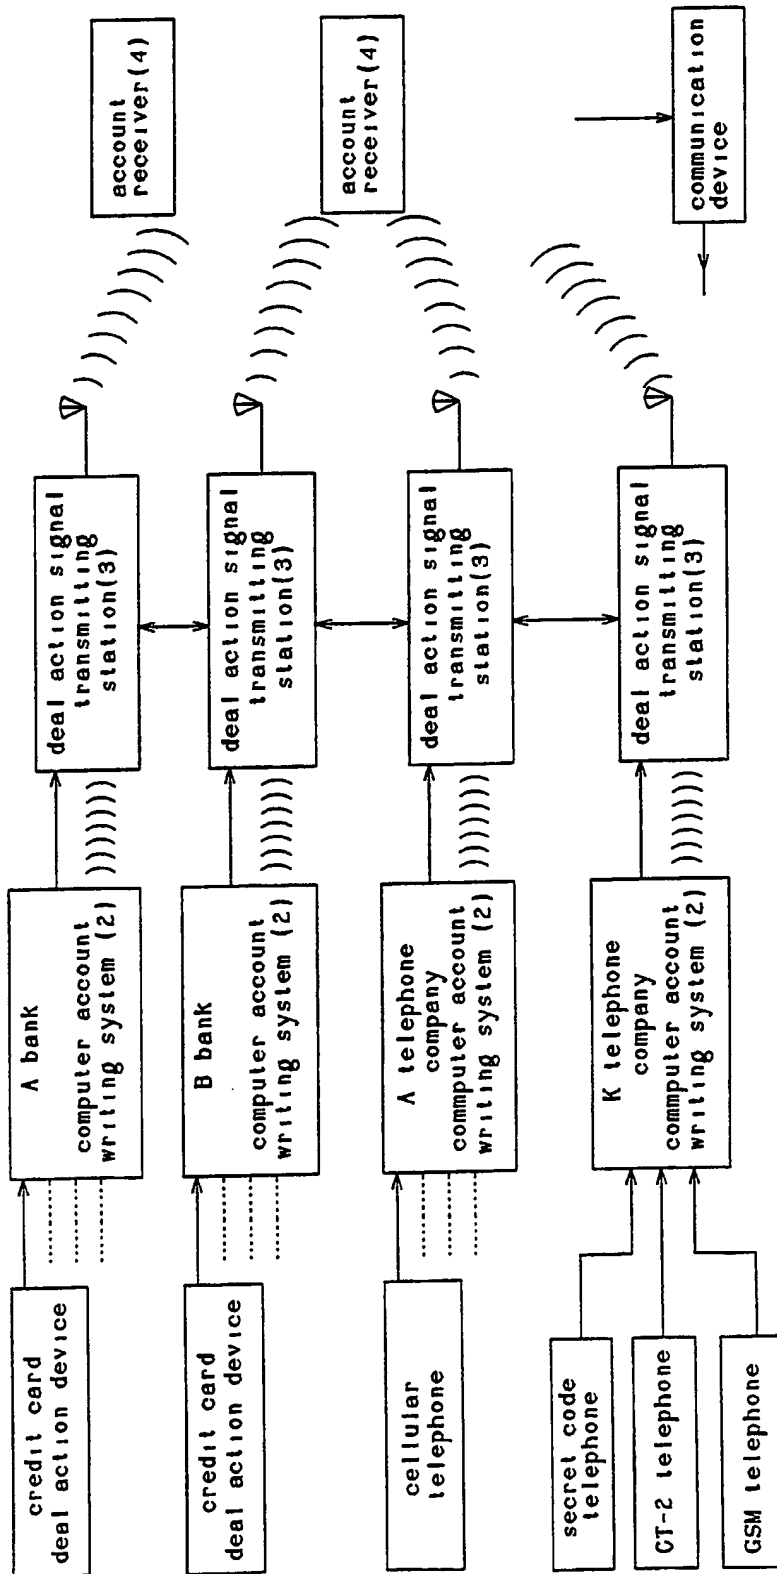 credit card
deal action device
A bank
computer account
writing system (2)
deal action signal
transmitting
station(3)
account
receiver(4)
credit card
deal action device
B bank
computer account
writing system (2)
deal action signal
transmitting
station(3)
account
receiver(4)
cellular
telephone
A telephone
company
commputer account
writing system (2)
deal action signal
transmitting
station(3)
secret code
telephone
CT-2 telephone
GSM telephone
K telephone
company
commputer account
writing system (2)
deal action signal
transmitting
station(3)
communication
device